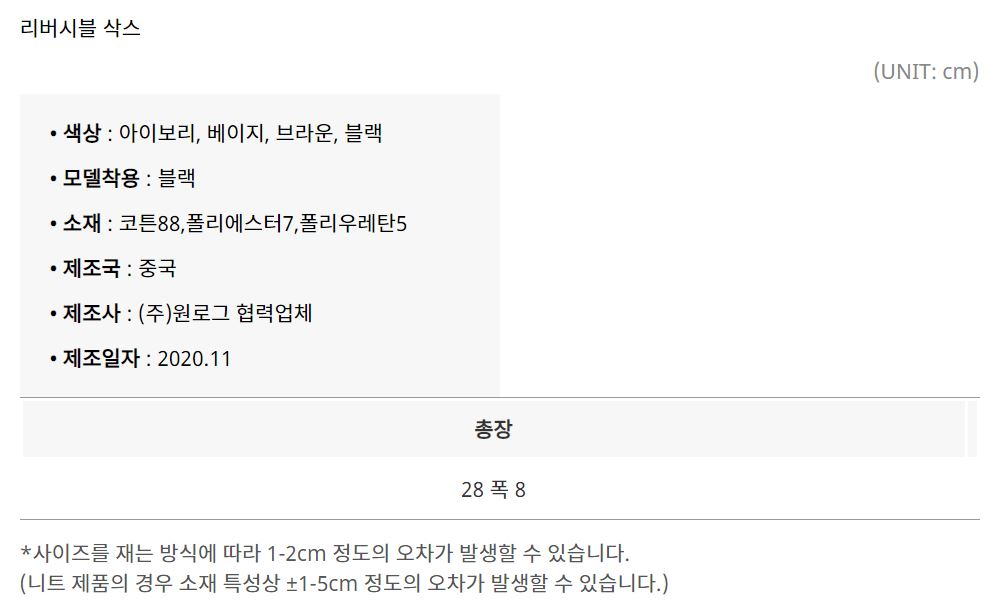 리버시블 삭스
(UNIT: cm)
• 색상 : 아이보리, 베이지, 브라운, 블랙
• 모델착용 : 블랙
• 소재 : 코튼88,폴리에스터7,폴리우레탄5
• 제조국 : 중국
• 제조사 : (주)원로그 협력업체
• 제조일자 : 2020.11
총장
28 폭 8
*사이즈를 재는 방식에 따라 1-2cm 정도의 오차가 발생할 수 있습니다.
(니트 제품의 경우 소재 특성상 ±1-5cm 정도의 오차가 발생할 수 있습니다.)